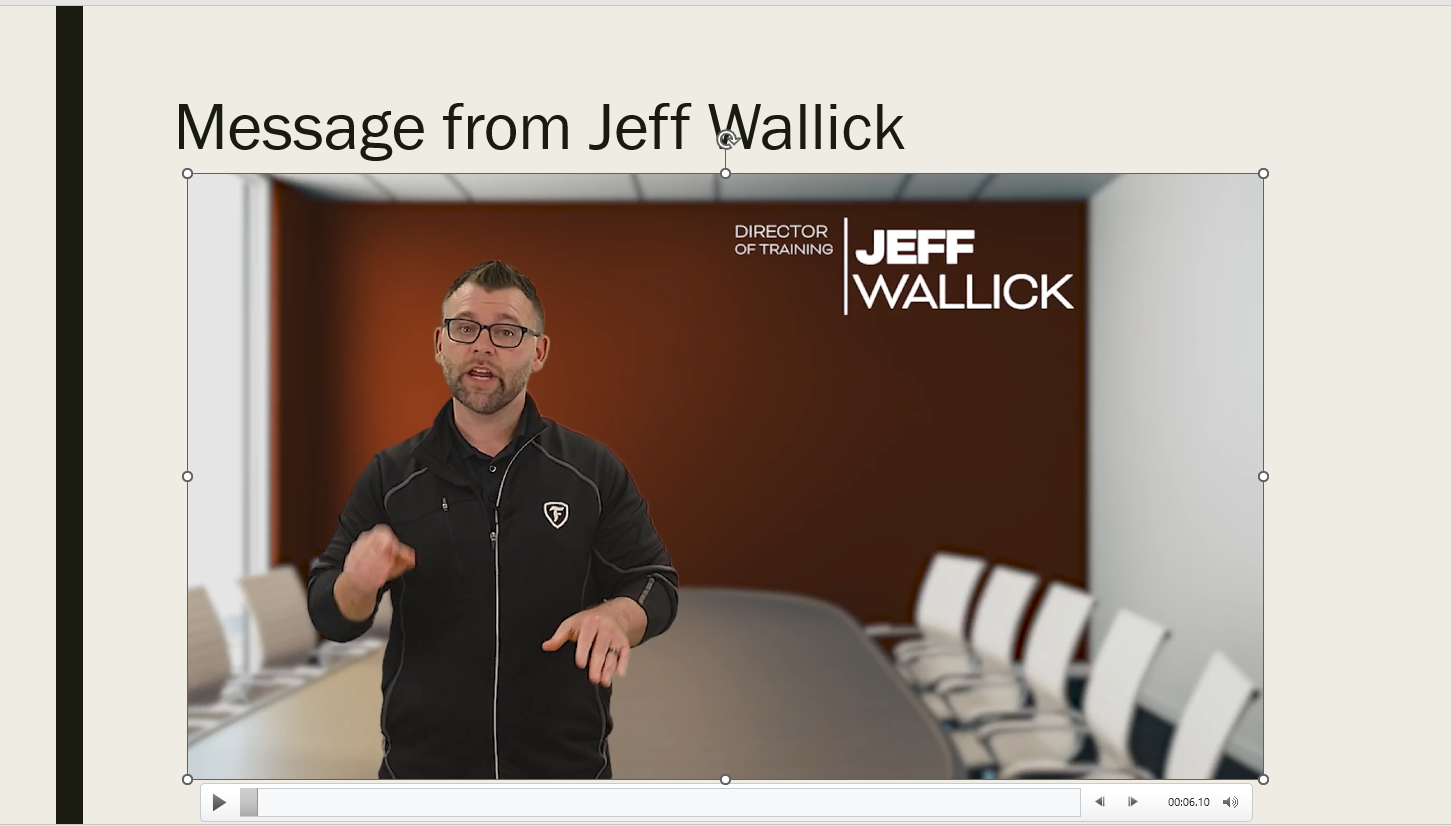 Message from Jeff Wallick
DIRECTOR
OF TRAINING
JEFF
WALLICK
F
00:06.10